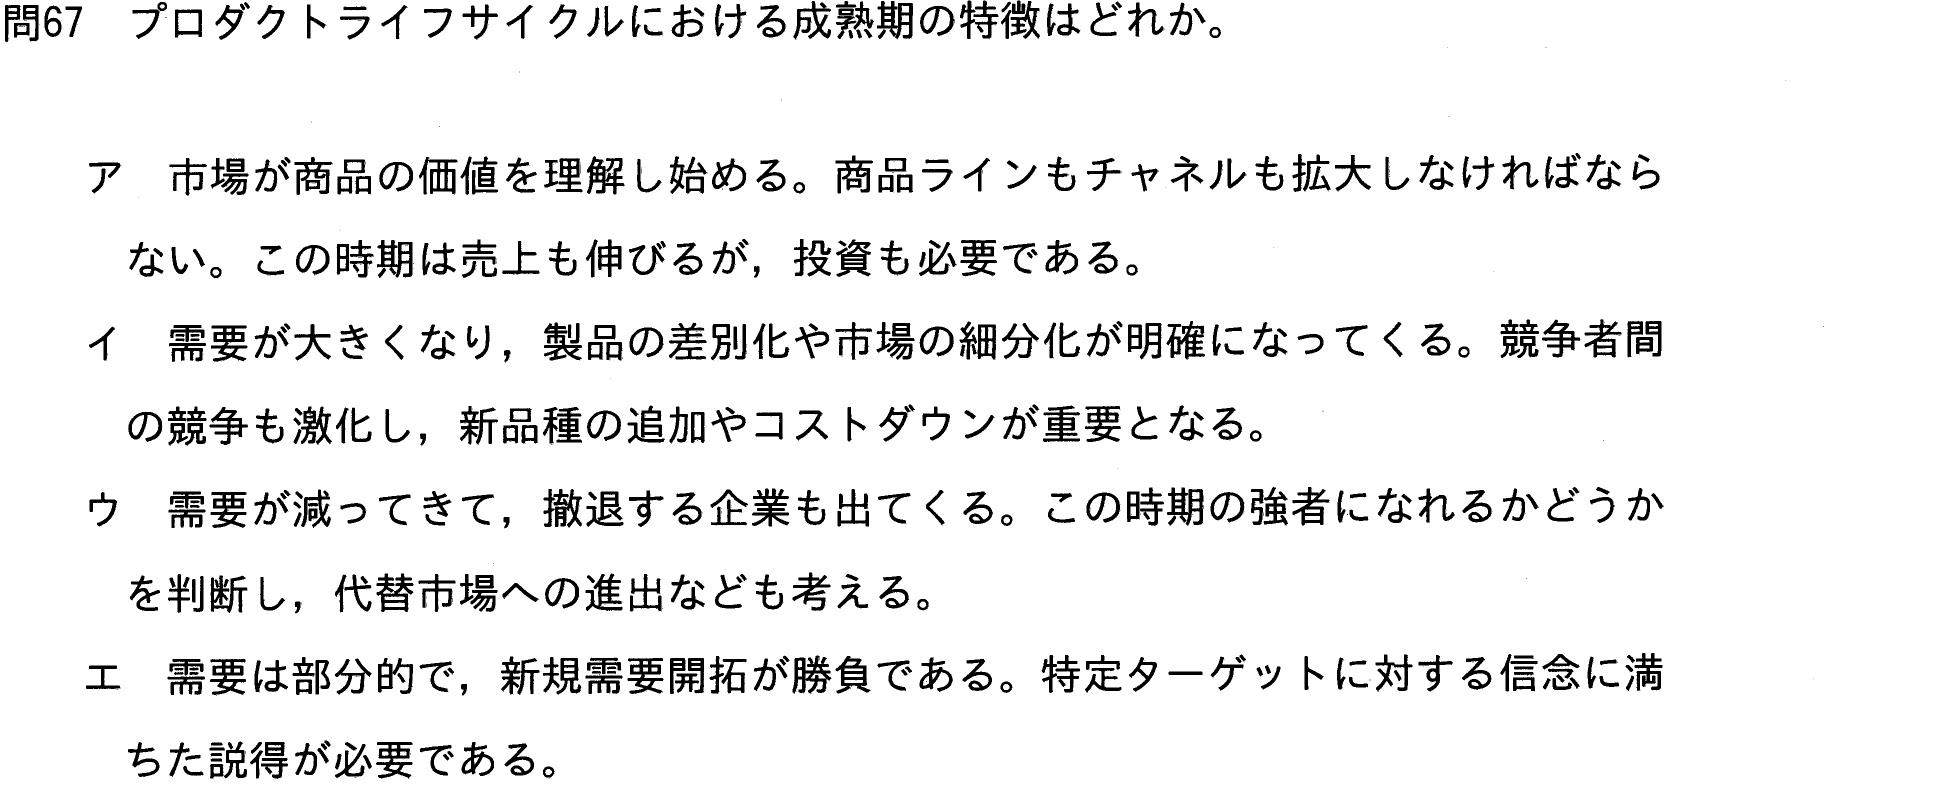 問67　プロダクトライフサイクルにおける成熟期の特徴はどれか。
ア　市場が商品の価値を理解し始める。商品ラインもチャネルも拡大しなければなら
ない。この時期は売上も伸びるが，投資も必要である。
イ　需要が大きくなり，製品の差別化や市場の細分化が明確になってくる。競争者間
の競争も激化し，新品種の追加やコストダウンが重要となる。
ウ　需要が減ってきて，撤退する企業も出てくる。この時期の強者になれるかどうか
を判断し，代替市場への進出なども考える。
エ　需要は部分的で，新規需要開拓が勝負である。特定ターゲットに対する信念に満
ちた説得が必要である。